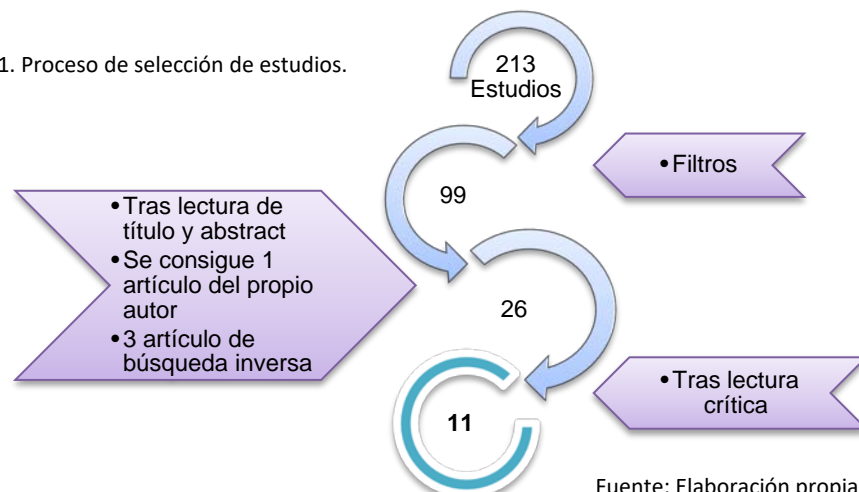 1. Proceso de selección de estudios.
213
Estudios
•Filtros
99
•Tras lectura de
título y abstract
•Se consigue 1
artículo del propio
autor
•3 artículo de
búsqueda inversa
26
•Tras lectura
crítica
11
Fuente: Elaboración propia